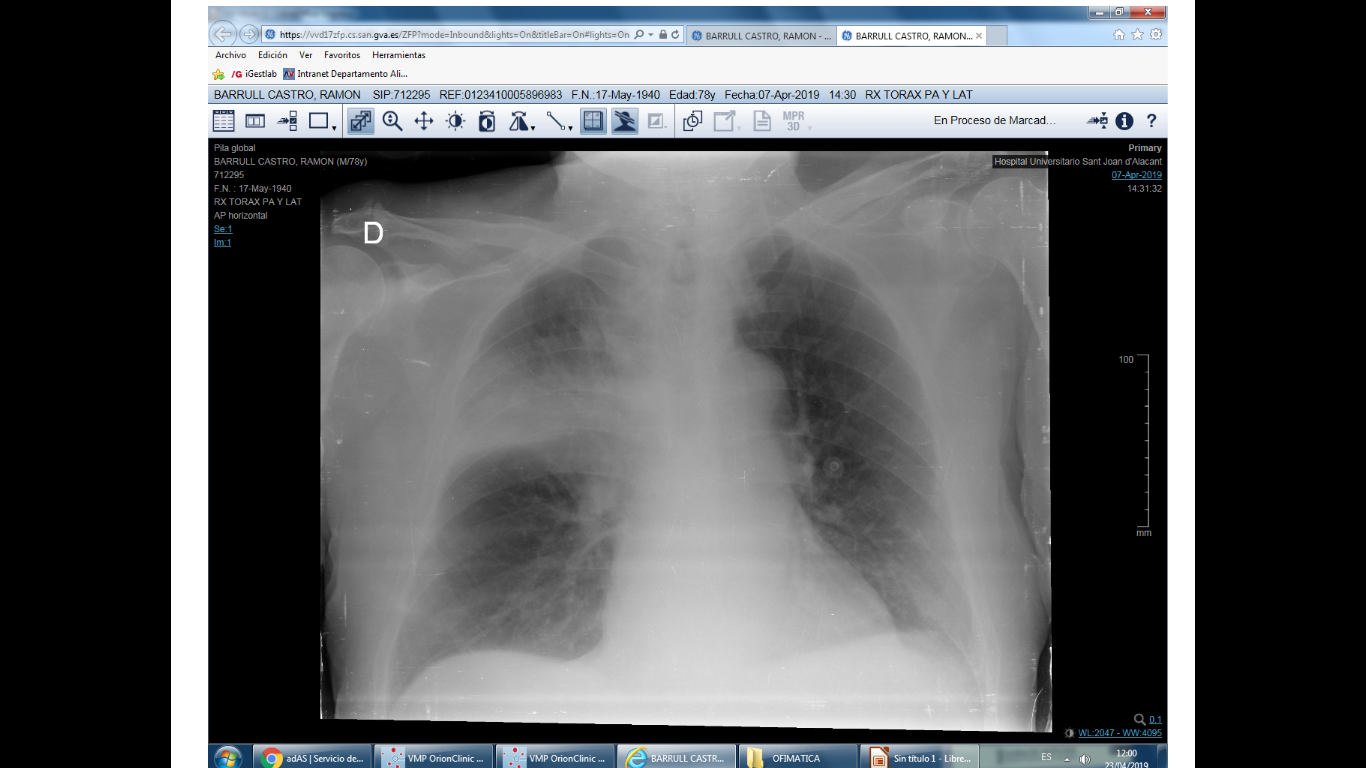 https://vvd17zfp.cs.san.gva.es/ZFP?mode=Inbound&lights=On&titleBar=On#lights=On
BARRULL CASTRO, RAMON - ...
BARRULL CASTRO, RAMON...
Archivo Edición Ver Favoritos Herramientas
iGestlab Intranet Departamento Ali...
BARRULL CASTRO, RAMON SIP:712295 REF:0123410005896983 F.N.:17-May-1940 Edad:78y Fecha:07-Apr-2019 14:30 RX TORAX PA Y LAT
MPR
3D
En Proceso de Marcad...
Pila global
BARRULL CASTRO, RAMON (M/78y)
712295
F.N. : 17-May-1940
RX TORAX PA Y LAT
AP horizontal
Se:1
Im:1
Primary
Hospital Universitario Sant Joan d'Alacant
07-Apr-2019
14:31:32
D
100
mm
0.1
WL:2047 - WW:4095
adAS | Servicio de...
VMP OrionClinic ...
VMP OrionClinic ...
BARRULL CASTR...
OFIMATICA
Sin título 1 - Libre...
ES
12:00
23/04/2019